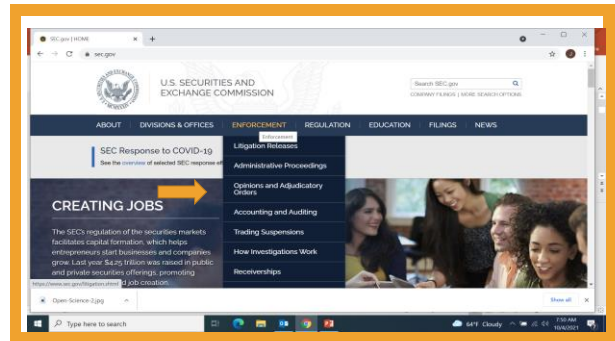 SEC.gov | HOME
sec.gov
U.S. SECURITIES AND
EXCHANGE COMMISSION
Search SEC.gov
COMPANY FILINGS | MORE SEARCH OPTIONS
ABOUT DIVISIONS & OFFICES ENFORCEMENT REGULATION EDUCATION FILINGS NEWS
Enforcement
SEC Response to COVID-19
See the overview of selected SEC response ef
Litigation Releases
Administrative Proceedings
Opinions and Adjudicatory
Orders
Accounting and Auditing
Trading Suspensions
How Investigations Work
Receiverships
CREATING JOBS
The SEC's regulation of the securities markets
facilitates capital formation, which helps
entrepreneurs start businesses and companies
grow. Last year $4.25 trillion was raised in public
and private securities offerings, promoting
d job creation.
https://www.sec.gov/litigation.shtml
Open-Science-2.jpg
Show all
Type here to search
64°F Cloudy
7:50 AM
10/4/2021